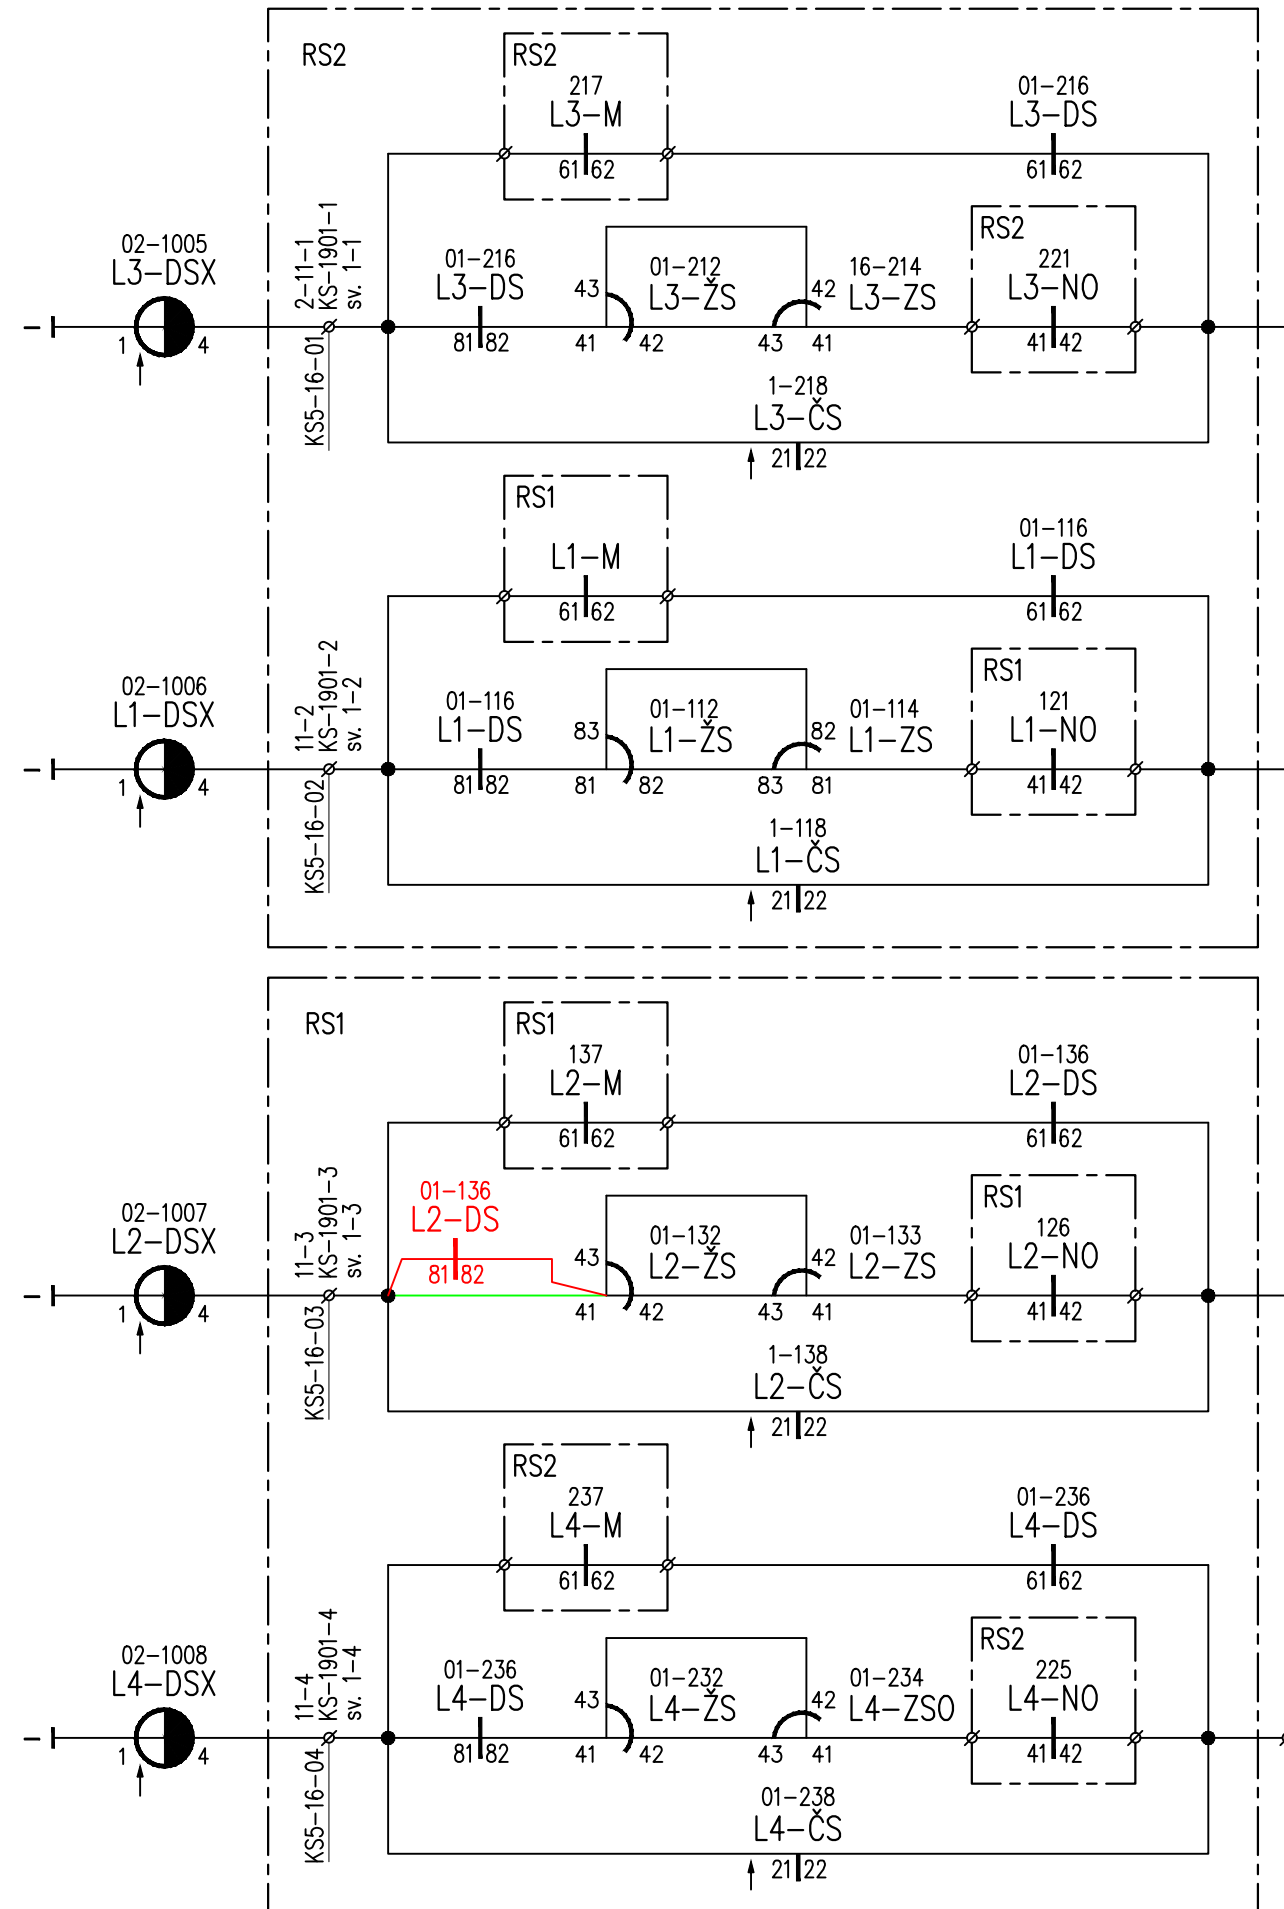 RS2
RS2
217
L3-M
61 62
01-216
L3-DS
61 62
02-1005
L3-DSX
1 4
2-11-1
KS-1901-1
sv. 1-1
KS5-16-01
01-216
L3-DS
81 82
43
41 42
01-212
L3-ŽS
42
43 41
16-214
L3-ZS
RS2
221
L3-NO
41 42
1-218
L3-ČS
21 22
RS1
L1-M
61 62
01-116
L1-DS
61 62
02-1006
L1-DSX
1 4
11-2
KS-1901-2
sv. 1-2
KS5-16-02
01-116
L1-DS
81 82
83
81 82
01-112
L1-ŽS
82
83 81
01-114
L1-ZS
RS1
121
L1-NO
41 42
1-118
L1-ČS
21 22
RS1
RS1
137
L2-M
61 62
01-136
L2-DS
61 62
02-1007
L2-DSX
1 4
11-3
KS-1901-3
sv. 1-3
KS5-16-03
01-136
L2-DS
81 82
43
41 42
01-132
L2-ŽS
42
43 41
01-133
L2-ZS
RS1
126
L2-NO
41 42
1-138
L2-ČS
21 22
RS2
237
L4-M
61 62
01-236
L4-DS
61 62
02-1008
L4-DSX
1 4
11-4
KS-1901-4
sv. 1-4
KS5-16-04
01-236
L4-DS
81 82
43
41 42
01-232
L4-ŽS
42
43 41
01-234
L4-ZSO
RS2
225
L4-NO
41 42
01-238
L4-ČS
21 22